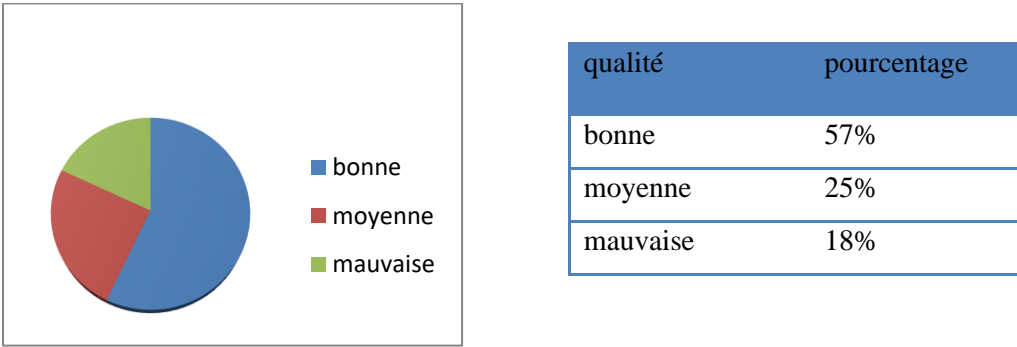 bonne
moyenne
mauvaise
qualité pourcentage
bonne 57%
moyenne 25%
mauvaise 18%